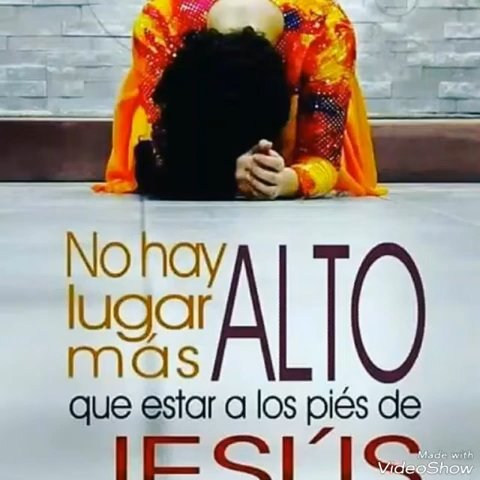 No hay
lugar
más
ALTO
que estar a los piés de
JESÚS
Made with
VideoShow